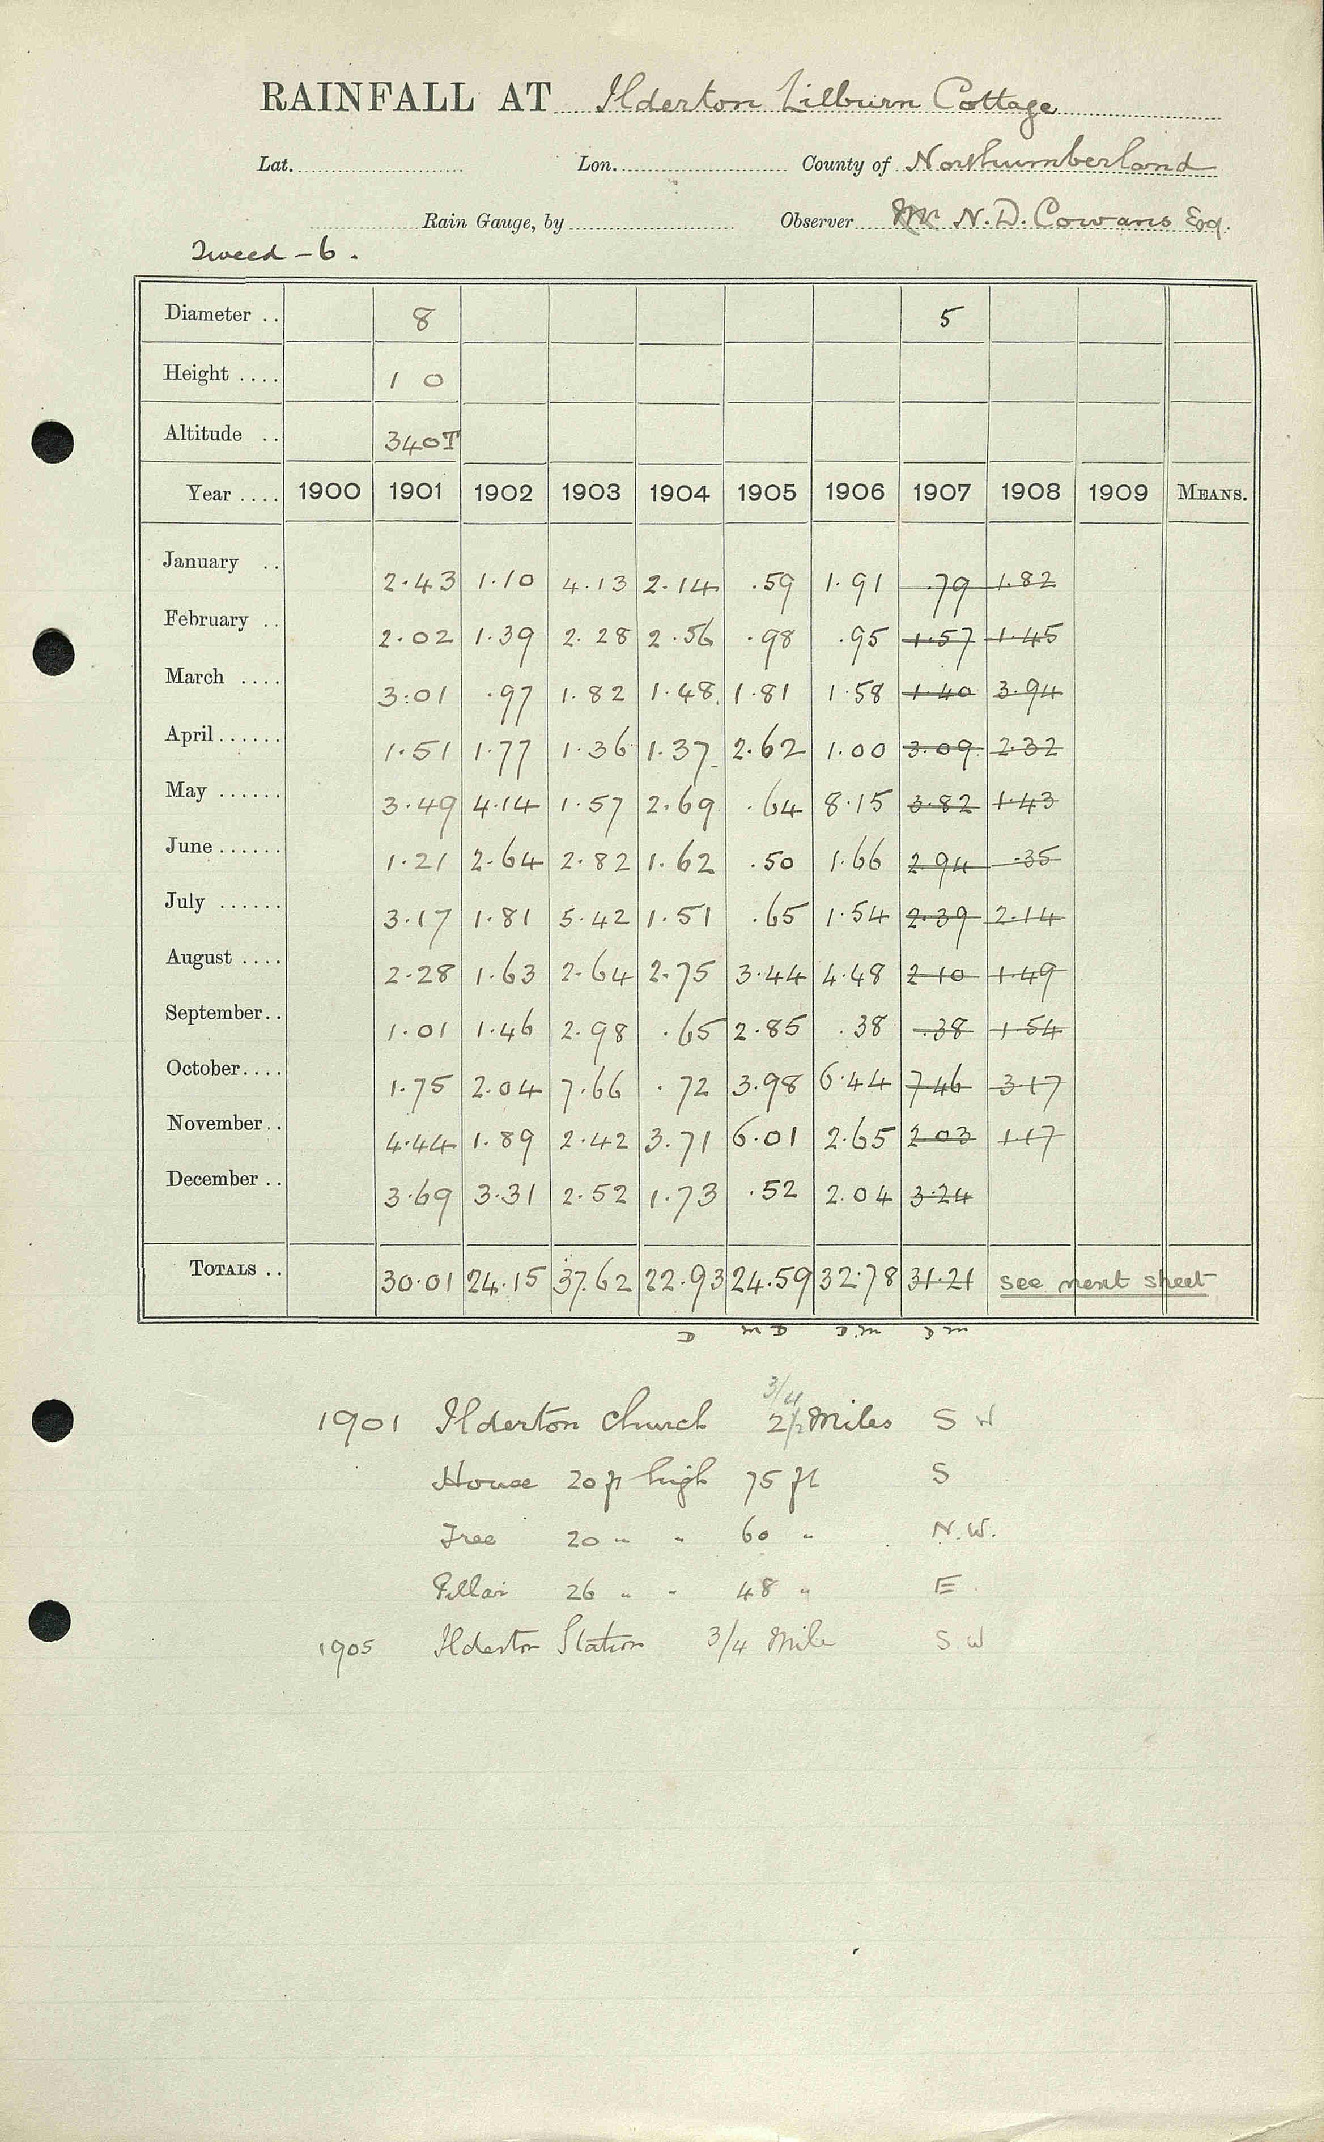 RAINFALL AT Ilderton Lilburn Cottage
Lat. Lon. County of Northumberland
Rain Gauge, by Observer Mr N.D. Cowans Esq.
Tweed - 6.
Diameter .. 8 5
Height .... 1 0
Altitude .. 340T
Year .... 1900 1901 1902 1903 1904 1905 1906 1907 1908 1909 MEANS.
January .. 2.43 1.10 4.13 2.14 .59 1.91 .79 1.82
February .. 2.02 1.39 2.28 2.56 .98 .95 1.57 1.45
March .... 3.01 .97 1.82 1.48 1.81 1.58 1.40 3.94
April...... 1.51 1.77 1.36 1.37 2.62 1.00 3.09 2.32
May ...... 3.49 4.14 1.57 2.69 .64 8.15 3.82 1.43
June ...... 1.21 2.64 2.82 1.62 .50 1.66 2.94 .35
July ...... 3.17 1.81 5.42 1.51 .65 1.54 2.39 2.14
August .... 2.28 1.63 2.64 2.75 3.44 4.48 2.10 1.49
September.. 1.01 1.46 2.98 .65 2.85 .38 .38 1.54
October.... 1.75 2.04 7.66 .72 3.98 6.44 7.46 3.17
November.. 4.44 1.89 2.42 3.71 6.01 2.65 2.03 1.17
December .. 3.69 3.31 2.52 1.73 .52 2.04 3.24
TOTALS .. 30.01 24.15 37.62 22.93 24.59 32.78 31.21 see next sheet
D m D D.m D m
3/4
1901 Ilderton Church 2 1/2 Miles S W
House 20 ft high 75 ft S
Tree 20 " " 60 " N.W.
Pillar 26 " " 48 " E
1905 Ilderton Station 3/4 Mile S W